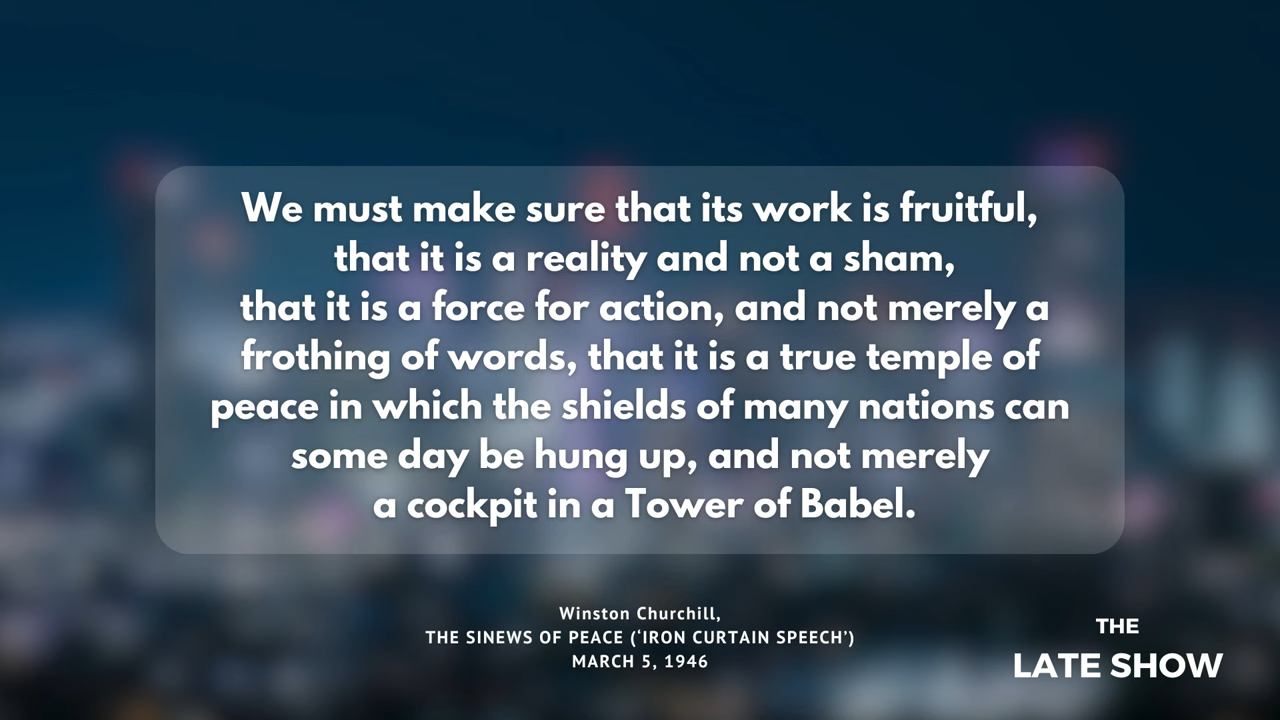 We must make sure that its work is fruitful,
that it is a reality and not a sham,
that it is a force for action, and not merely a
frothing of words, that it is a true temple of
peace in which the shields of many nations can
some day be hung up, and not merely
a cockpit in a Tower of Babel.
Winston Churchill,
THE SINEWS OF PEACE (‘IRON CURTAIN SPEECH’)
MARCH 5, 1946
THE
LATE SHOW